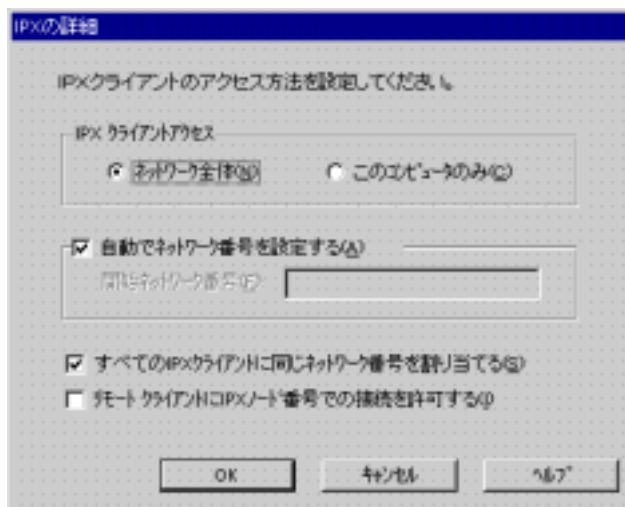 IPXの詳細
IPXクライアントのアクセス方法を設定してください。
IPX クライアントアクセス
ネットワーク全体(N)
このコンピュータのみ(C)
自動でネットワーク番号を設定する(A)
開始ネットワーク番号(F):
すべてのIPXクライアントに同じネットワーク番号を割り当てる(S)
リモート クライアントにIPXノード番号での接続を許可する(I)
OK
キャンセル
ヘルプ